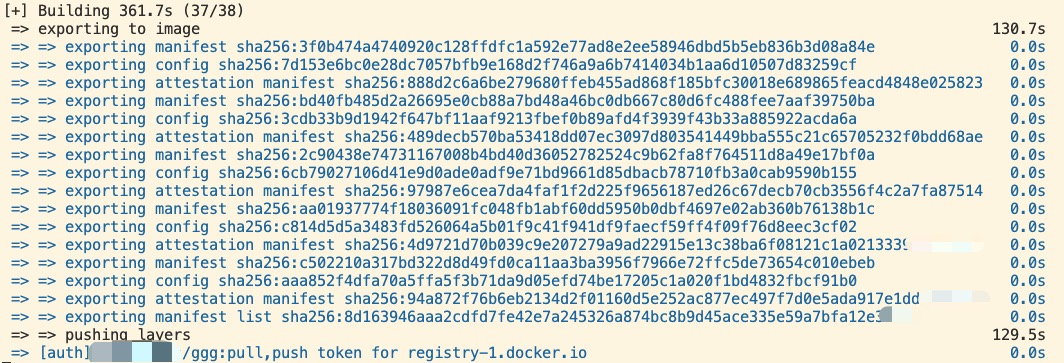 [+] Building 361.7s (37/38)
=> exporting to image 130.7s
=> => exporting manifest sha256:3f0b474a4740920c128ffdfc1a592e77ad8e2ee58946dbd5b5eb836b3d08a84e 0.0s
=> => exporting config sha256:7d153e6bc0e28dc7057bfb9e168d2f746a9a6b7414034b1aa6d10507d83259cf 0.0s
=> => exporting attestation manifest sha256:888d2c6a6be279680ffeb455ad868f185bfc30018e689865feacd4848e025823 0.0s
=> => exporting manifest sha256:bd40fb485d2a26695e0cb88a7bd48a46bc0db667c80d6fc488fee7aaf39750ba 0.0s
=> => exporting config sha256:3cdb33b9d1942f647bf11aaf9213fbef0b89afd4f3939f43b33a885922acda6a 0.0s
=> => exporting attestation manifest sha256:489decb570ba53418dd07ec3097d803541449bba555c21c65705232f0bdd68ae 0.0s
=> => exporting manifest sha256:2c90438e74731167008b4bd40d36052782524c9b62fa8f764511d8a49e17bf0a 0.0s
=> => exporting config sha256:6cb79027106d41e9d0ade0adf9e71bd9661d85dbacb78710fb3a0cab9590b155 0.0s
=> => exporting attestation manifest sha256:97987e6cea7da4faf1f2d225f9656187ed26c67decb70cb3556f4c2a7fa87514 0.0s
=> => exporting manifest sha256:aa01937774f18036091fc048fb1abf60dd5950b0dbf4697e02ab360b76138b1c 0.0s
=> => exporting config sha256:c814d5d5a3483fd526064a5b01f9c41f941df9faecf59ff4f09f76d8eec3cf02 0.0s
=> => exporting attestation manifest sha256:4d9721d70b039c9e207279a9ad22915e13c38ba6f08121c1a0213339 0.0s
=> => exporting manifest sha256:c502210a317bd322d8d49fd0ca11aa3ba3956f7966e72ffc5de73654c010ebeb 0.0s
=> => exporting config sha256:aaa852f4dfa70a5ffa5f3b71da9d05efd74be17205c1a020f1bd4832fbcf91b0 0.0s
=> => exporting attestation manifest sha256:94a872f76b6eb2134d2f01160d5e252ac877ec497f7d0e5ada917e1dd 0.0s
=> => exporting manifest list sha256:8d163946aaa2cdfd7fe42e7a245326a874bc8b9d45ace335e59a7bfa12e3 0.0s
=> => pushing layers 129.5s
=> [auth] /ggg:pull,push token for registry-1.docker.io 0.0s